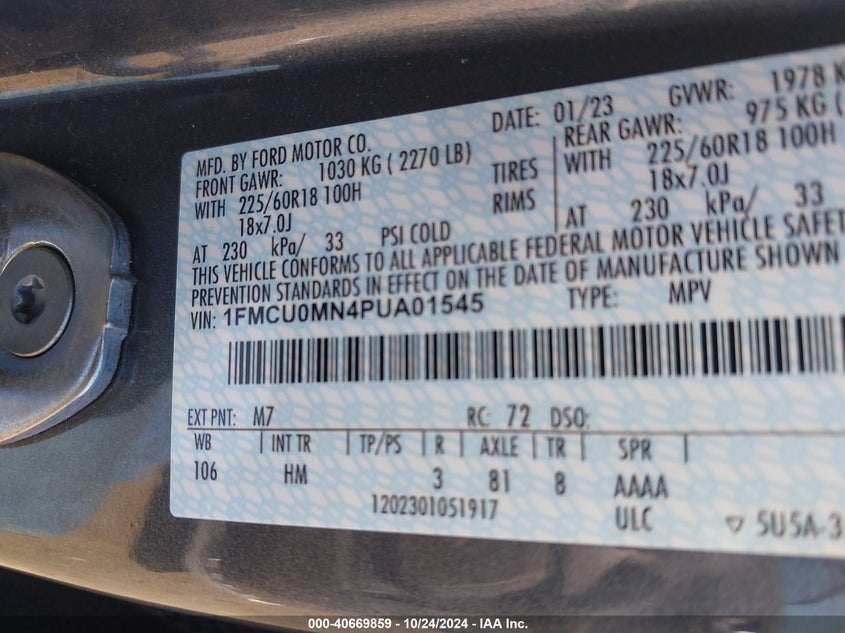 MFD. BY FORD MOTOR CO. DATE: 01/23 GVWR: 1978 K
FRONT GAWR: 1030 KG ( 2270 LB) REAR GAWR: 975 KG (
WITH 225/60R18 100H TIRES WITH 225/60R18 100H
18x7.0J RIMS 18x7.0J
AT 230 kPa/ 33 PSI COLD AT 230 kPa/ 33
THIS VEHICLE CONFORMS TO ALL APPLICABLE FEDERAL MOTOR VEHICLE SAFET
PREVENTION STANDARDS IN EFFECT ON THE DATE OF MANUFACTURE SHOWN
VIN: 1FMCU0MN4PUA01545 TYPE: MPV
EXT PNT: M7 RC: 72 DSO:
WB INT TR TP/PS R AXLE TR SPR
106 HM 3 81 8 AAAA
1202301051917 ULC 5U5A-3
000-40669859 - 10/24/2024 - IAA Inc.